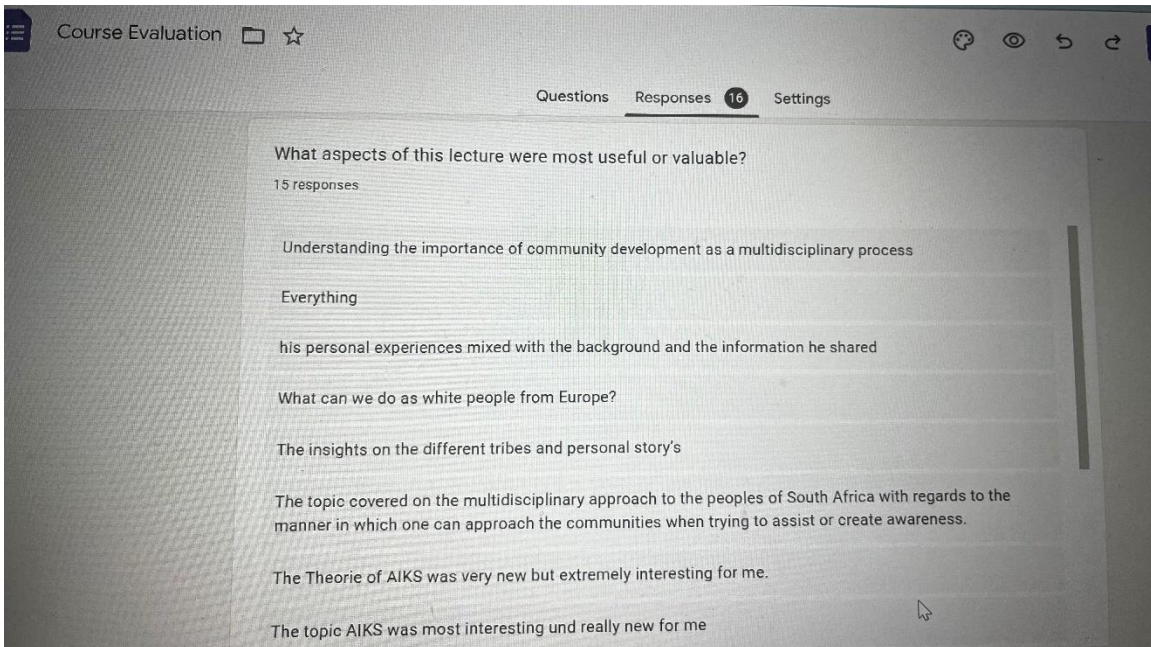 Course Evaluation
Questions Responses 16 Settings
What aspects of this lecture were most useful or valuable?
15 responses
Understanding the importance of community development as a multidisciplinary process
Everything
his personal experiences mixed with the background and the information he shared
What can we do as white people from Europe?
The insights on the different tribes and personal story's
The topic covered on the multidisciplinary approach to the peoples of South Africa with regards to the
manner in which one can approach the communities when trying to assist or create awareness.
The Theorie of AIKS was very new but extremely interesting for me.
The topic AIKS was most interesting und really new for me